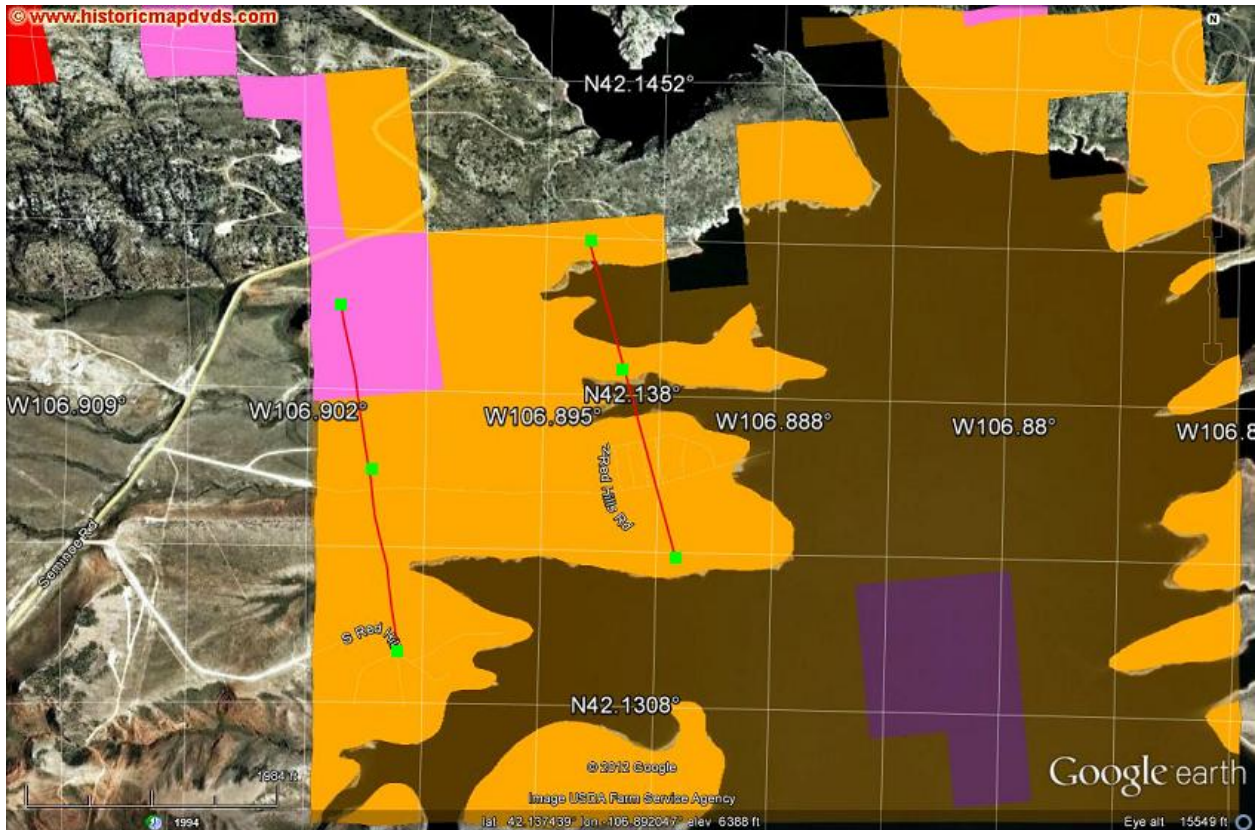 © www.historicmapdvds.com
N
N42.1452°
W106.909°
W106.902°
W106.895°
N42.138°
W106.888°
W106.88°
W106.8
Red Hills Rd
Seminoe Rd
S Red Hil
N42.1308°
1984 ft
© 2012 Google
Image USDA Farm Service Agency
Google earth
1994
lat 42.137439° lon -106.892047° elev 6388 ft
Eye alt 15549 ft